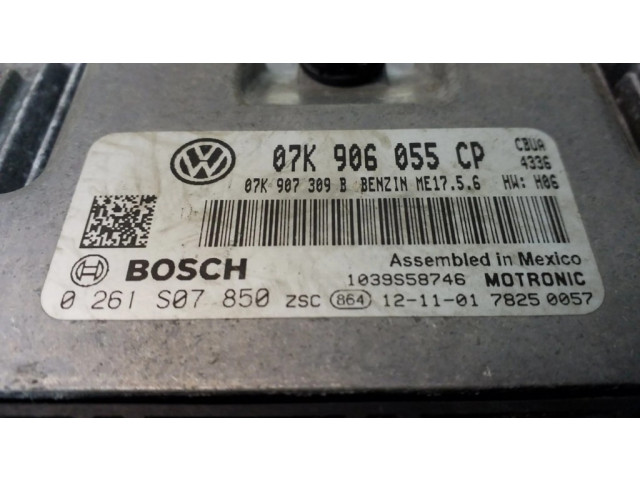 07K 906 055 CP CBUA
4336
07K 907 309 B BENZIN ME17.5.6 HW: H06
Assembled in Mexico
BOSCH 1039S58746 MOTRONIC
0 261 S07 850 ZSC 864 12-11-01 7825 0057